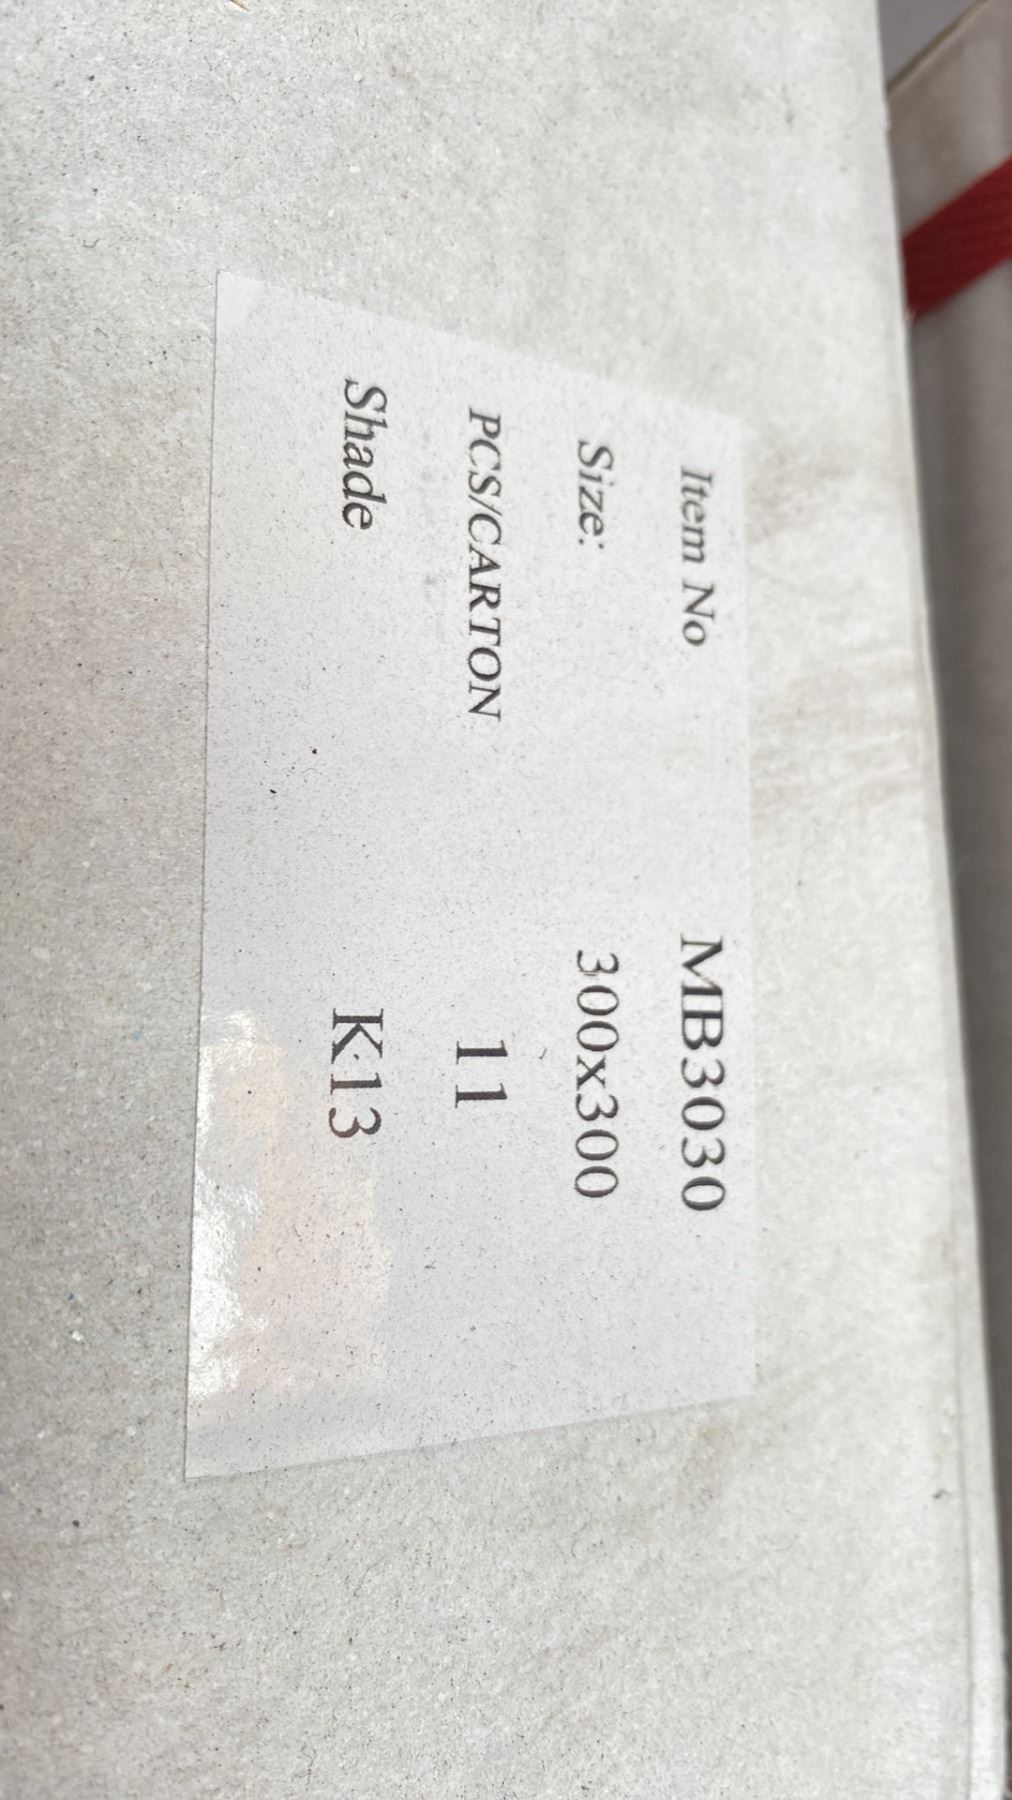 Item No MB3030
Size: 300x300
PCS/CARTON 11
Shade K13